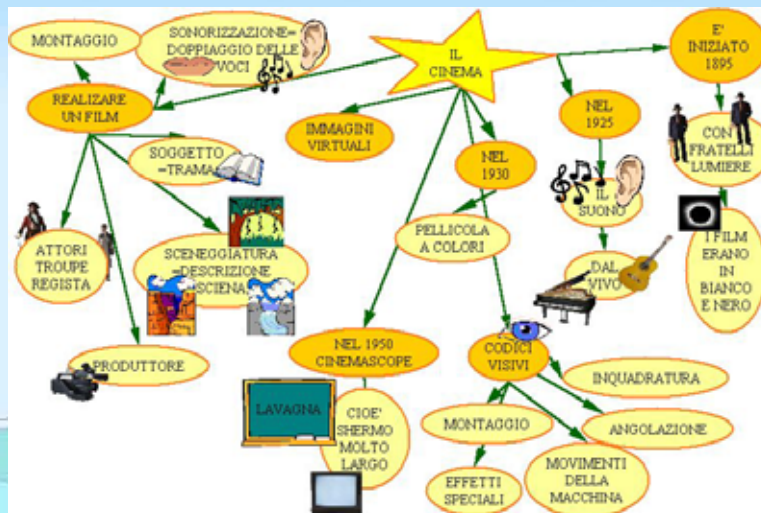 IL
CINEMA
MONTAGGIO
SONORIZZAZIONE=
DOPPIAGGIO DELLE
VOCI
E'
INIZIATO
1895
REALIZARE
UN FILM
IMMAGINI
VIRTUALI
NEL
1925
NEL
1930
CON
FRATELLI
LUMIERE
SOGGETTO
=TRAMA
IL
SUONO
PELLICOLA
A COLORI
ATTORI
TROUPE
REGISTA
SCENEGGIATURA
=DESCRIZIONE
SCIENA
DAL
VIVO
I FILM
ERANO IN
BIANCO
E NERO
PRODUTTORE
NEL 1950
CINEMASCOPE
CODICI
VISIVI
INQUADRATURA
LAVAGNA
CIOE'
SHERMO
MOLTO
LARGO
MONTAGGIO
ANGOLAZIONE
EFFETTI
SPECIALI
MOVIMENTI
DELLA
MACCHINA